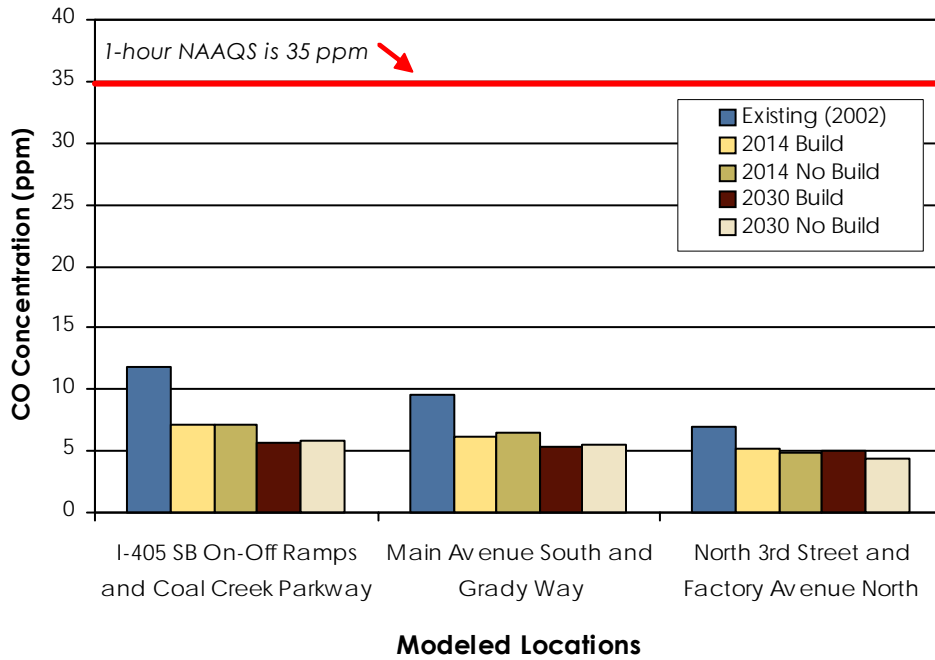 40
35
30
25
20
15
10
5
0
CO Concentration (ppm)
1-hour NAAQS is 35 ppm
Existing (2002)
2014 Build
2014 No Build
2030 Build
2030 No Build
I-405 SB On-Off Ramps
and Coal Creek Parkway
Main Avenue South and
Grady Way
North 3rd Street and
Factory Avenue North
Modeled Locations